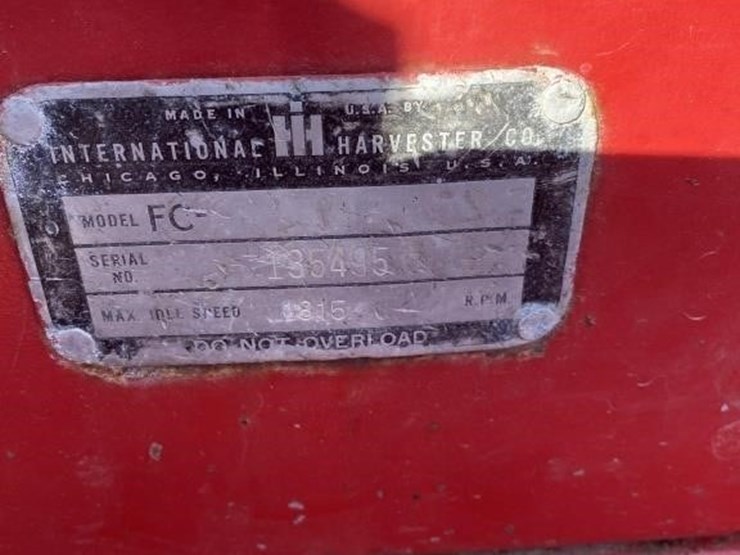 MADE IN IH U.S.A. BY
INTERNATIONAL HARVESTER CO.
CHICAGO, ILLINOIS U.S.A.
MODEL FC-
SERIAL NO. 135495
MAX. IDLE SPEED 1815 R.P.M.
DO NOT OVERLOAD